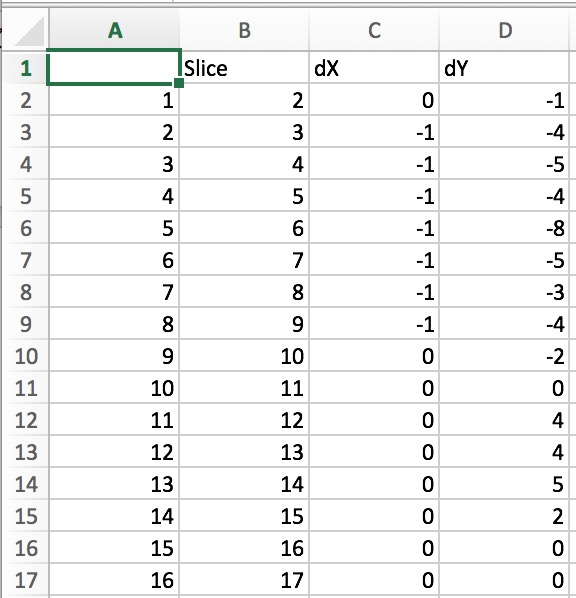 A B C D
1 Slice dX dY
2 1 2 0 -1
3 2 3 -1 -4
4 3 4 -1 -5
5 4 5 -1 -4
6 5 6 -1 -8
7 6 7 -1 -5
8 7 8 -1 -3
9 8 9 -1 -4
10 9 10 0 -2
11 10 11 0 0
12 11 12 0 4
13 12 13 0 4
14 13 14 0 5
15 14 15 0 2
16 15 16 0 0
17 16 17 0 0